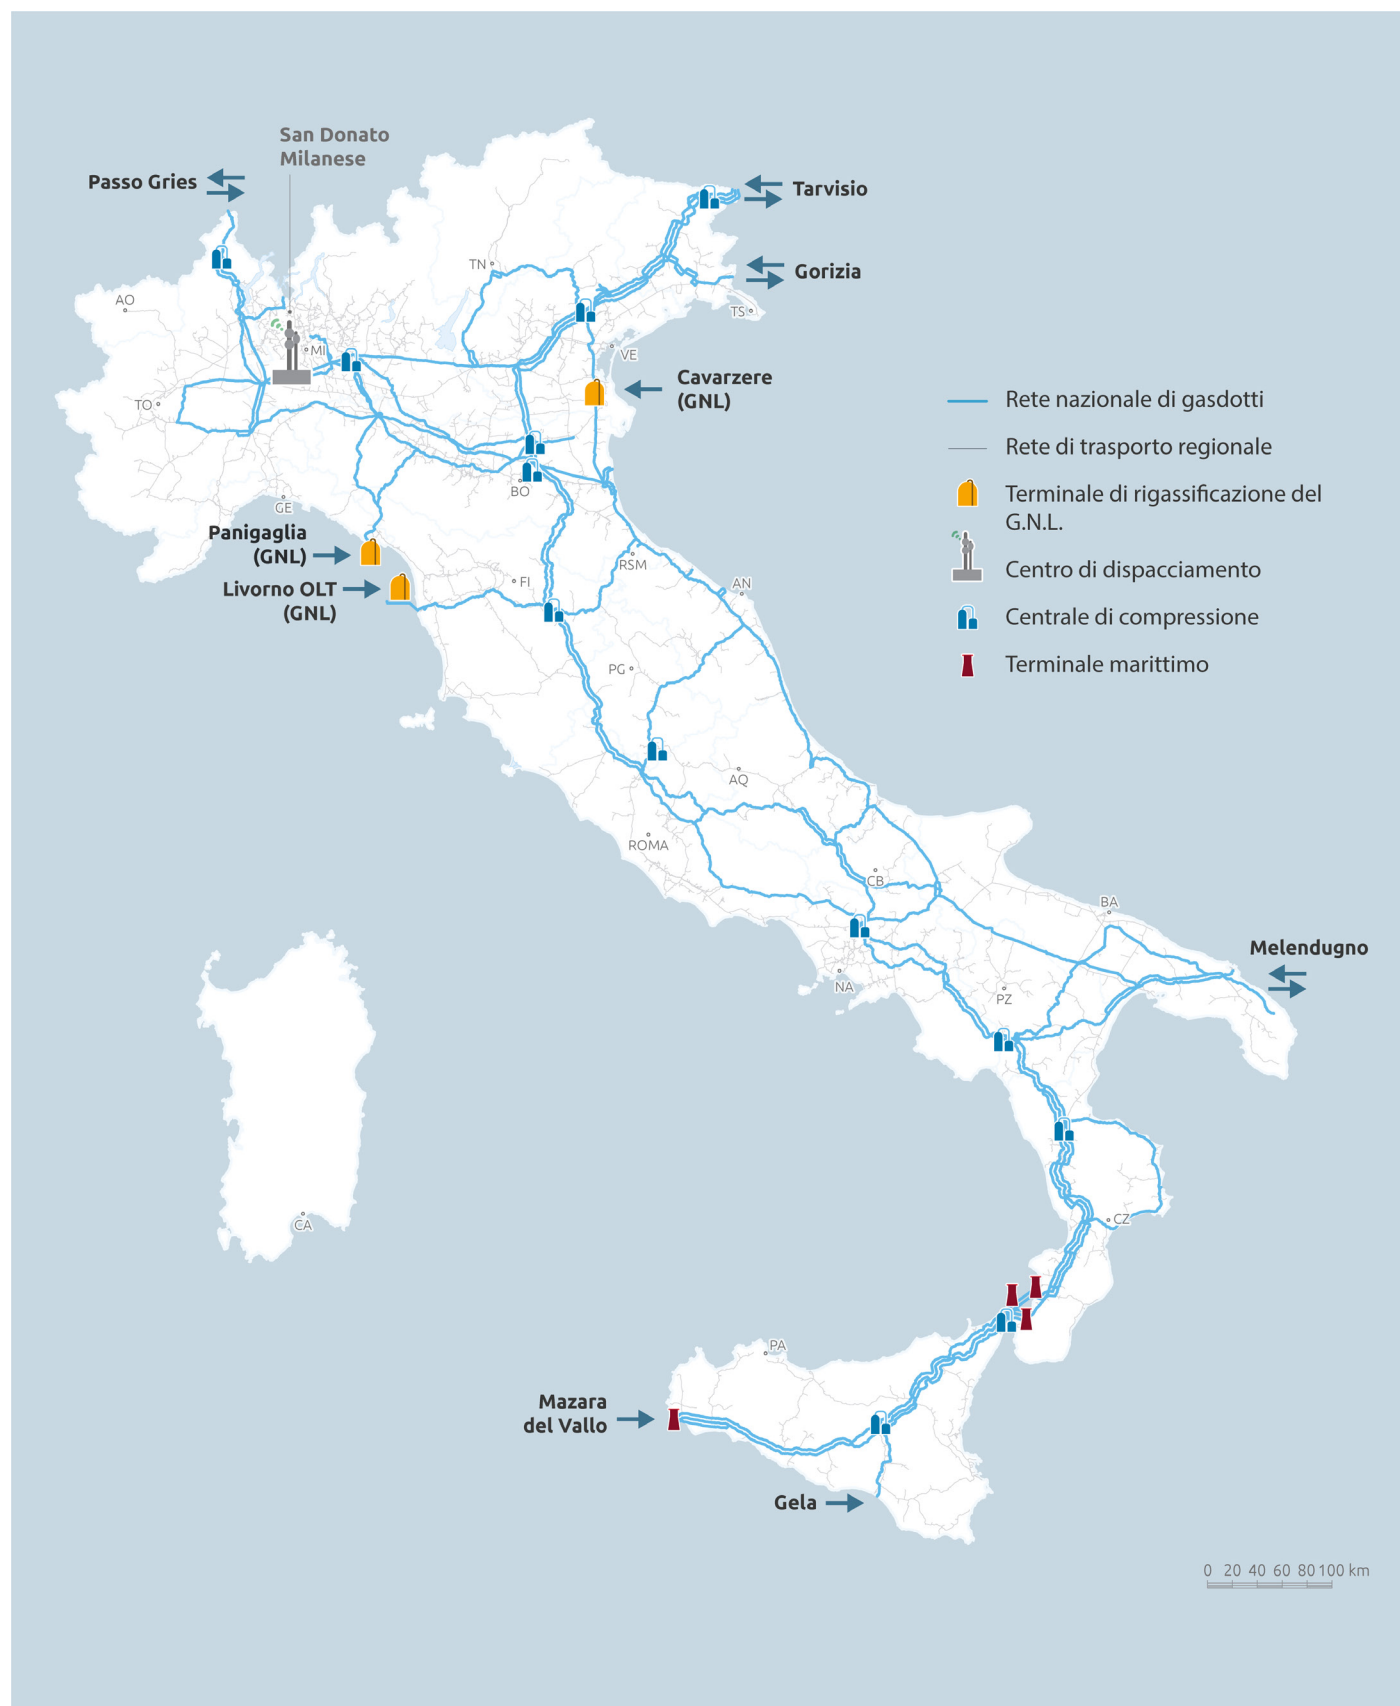 San Donato
Milanese
Passo Gries
Tarvisio
Gorizia
TN
AO
TS
MI
VE
Cavarzere
(GNL)
TO
Rete nazionale di gasdotti
Rete di trasporto regionale
BO
Terminale di rigassificazione del
G.N.L.
GE
Panigaglia
(GNL)
RSM
Centro di dispacciamento
FI
AN
Livorno OLT
(GNL)
Centrale di compressione
PG
Terminale marittimo
AQ
ROMA
CB
BA
Melendugno
NA
PZ
CZ
CA
PA
Mazara
del Vallo
Gela
0 20 40 60 80 100 km